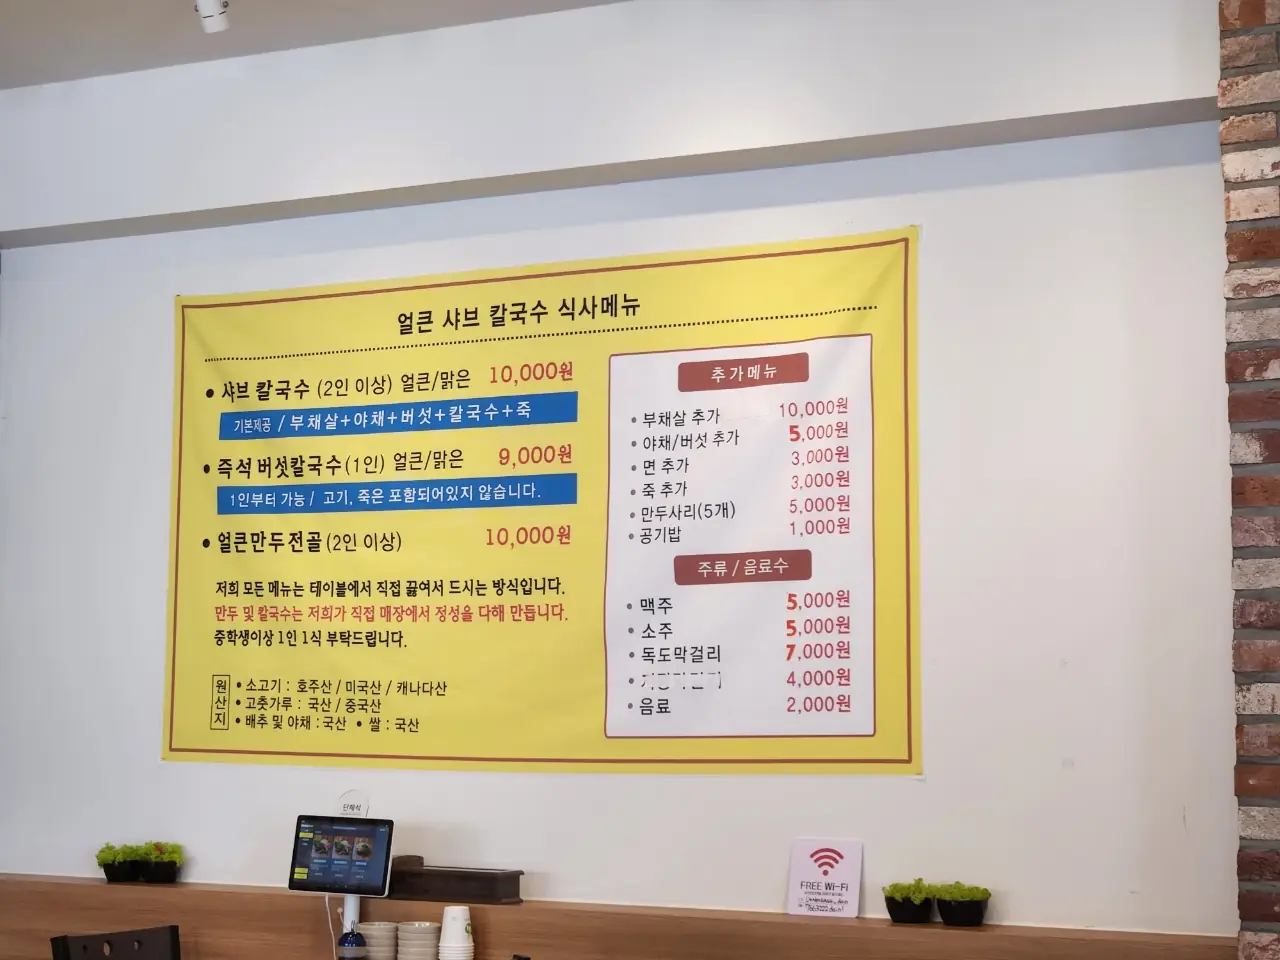 얼큰 샤브 칼국수 식사메뉴
• 샤브 칼국수 (2인 이상) 얼큰/맑은 10,000원
기본제공 / 부채살+야채+버섯+칼국수+죽
• 즉석 버섯칼국수(1인) 얼큰/맑은 9,000원
1인부터 가능 / 고기, 죽은 포함되어있지 않습니다.
• 얼큰만두전골(2인 이상) 10,000원
저희 모든 메뉴는 테이블에서 직접 끓여서 드시는 방식입니다.
만두 및 칼국수는 저희가 직접 매장에서 정성을 다해 만듭니다.
중학생이상 1인 1식 부탁드립니다.
원산지
• 소고기 : 호주산 / 미국산 / 캐나다산
• 고춧가루 : 국산 / 중국산
• 배추 및 야채 : 국산 • 쌀 : 국산
추가메뉴
• 부채살 추가 10,000원
• 야채/버섯 추가 5,000원
• 면 추가 3,000원
• 죽 추가 3,000원
• 만두사리(5개) 5,000원
• 공기밥 1,000원
주류 / 음료수
• 맥주 5,000원
• 소주 5,000원
• 독도막걸리 7,000원
• 4,000원
• 음료 2,000원
단체석
FREE Wi-Fi